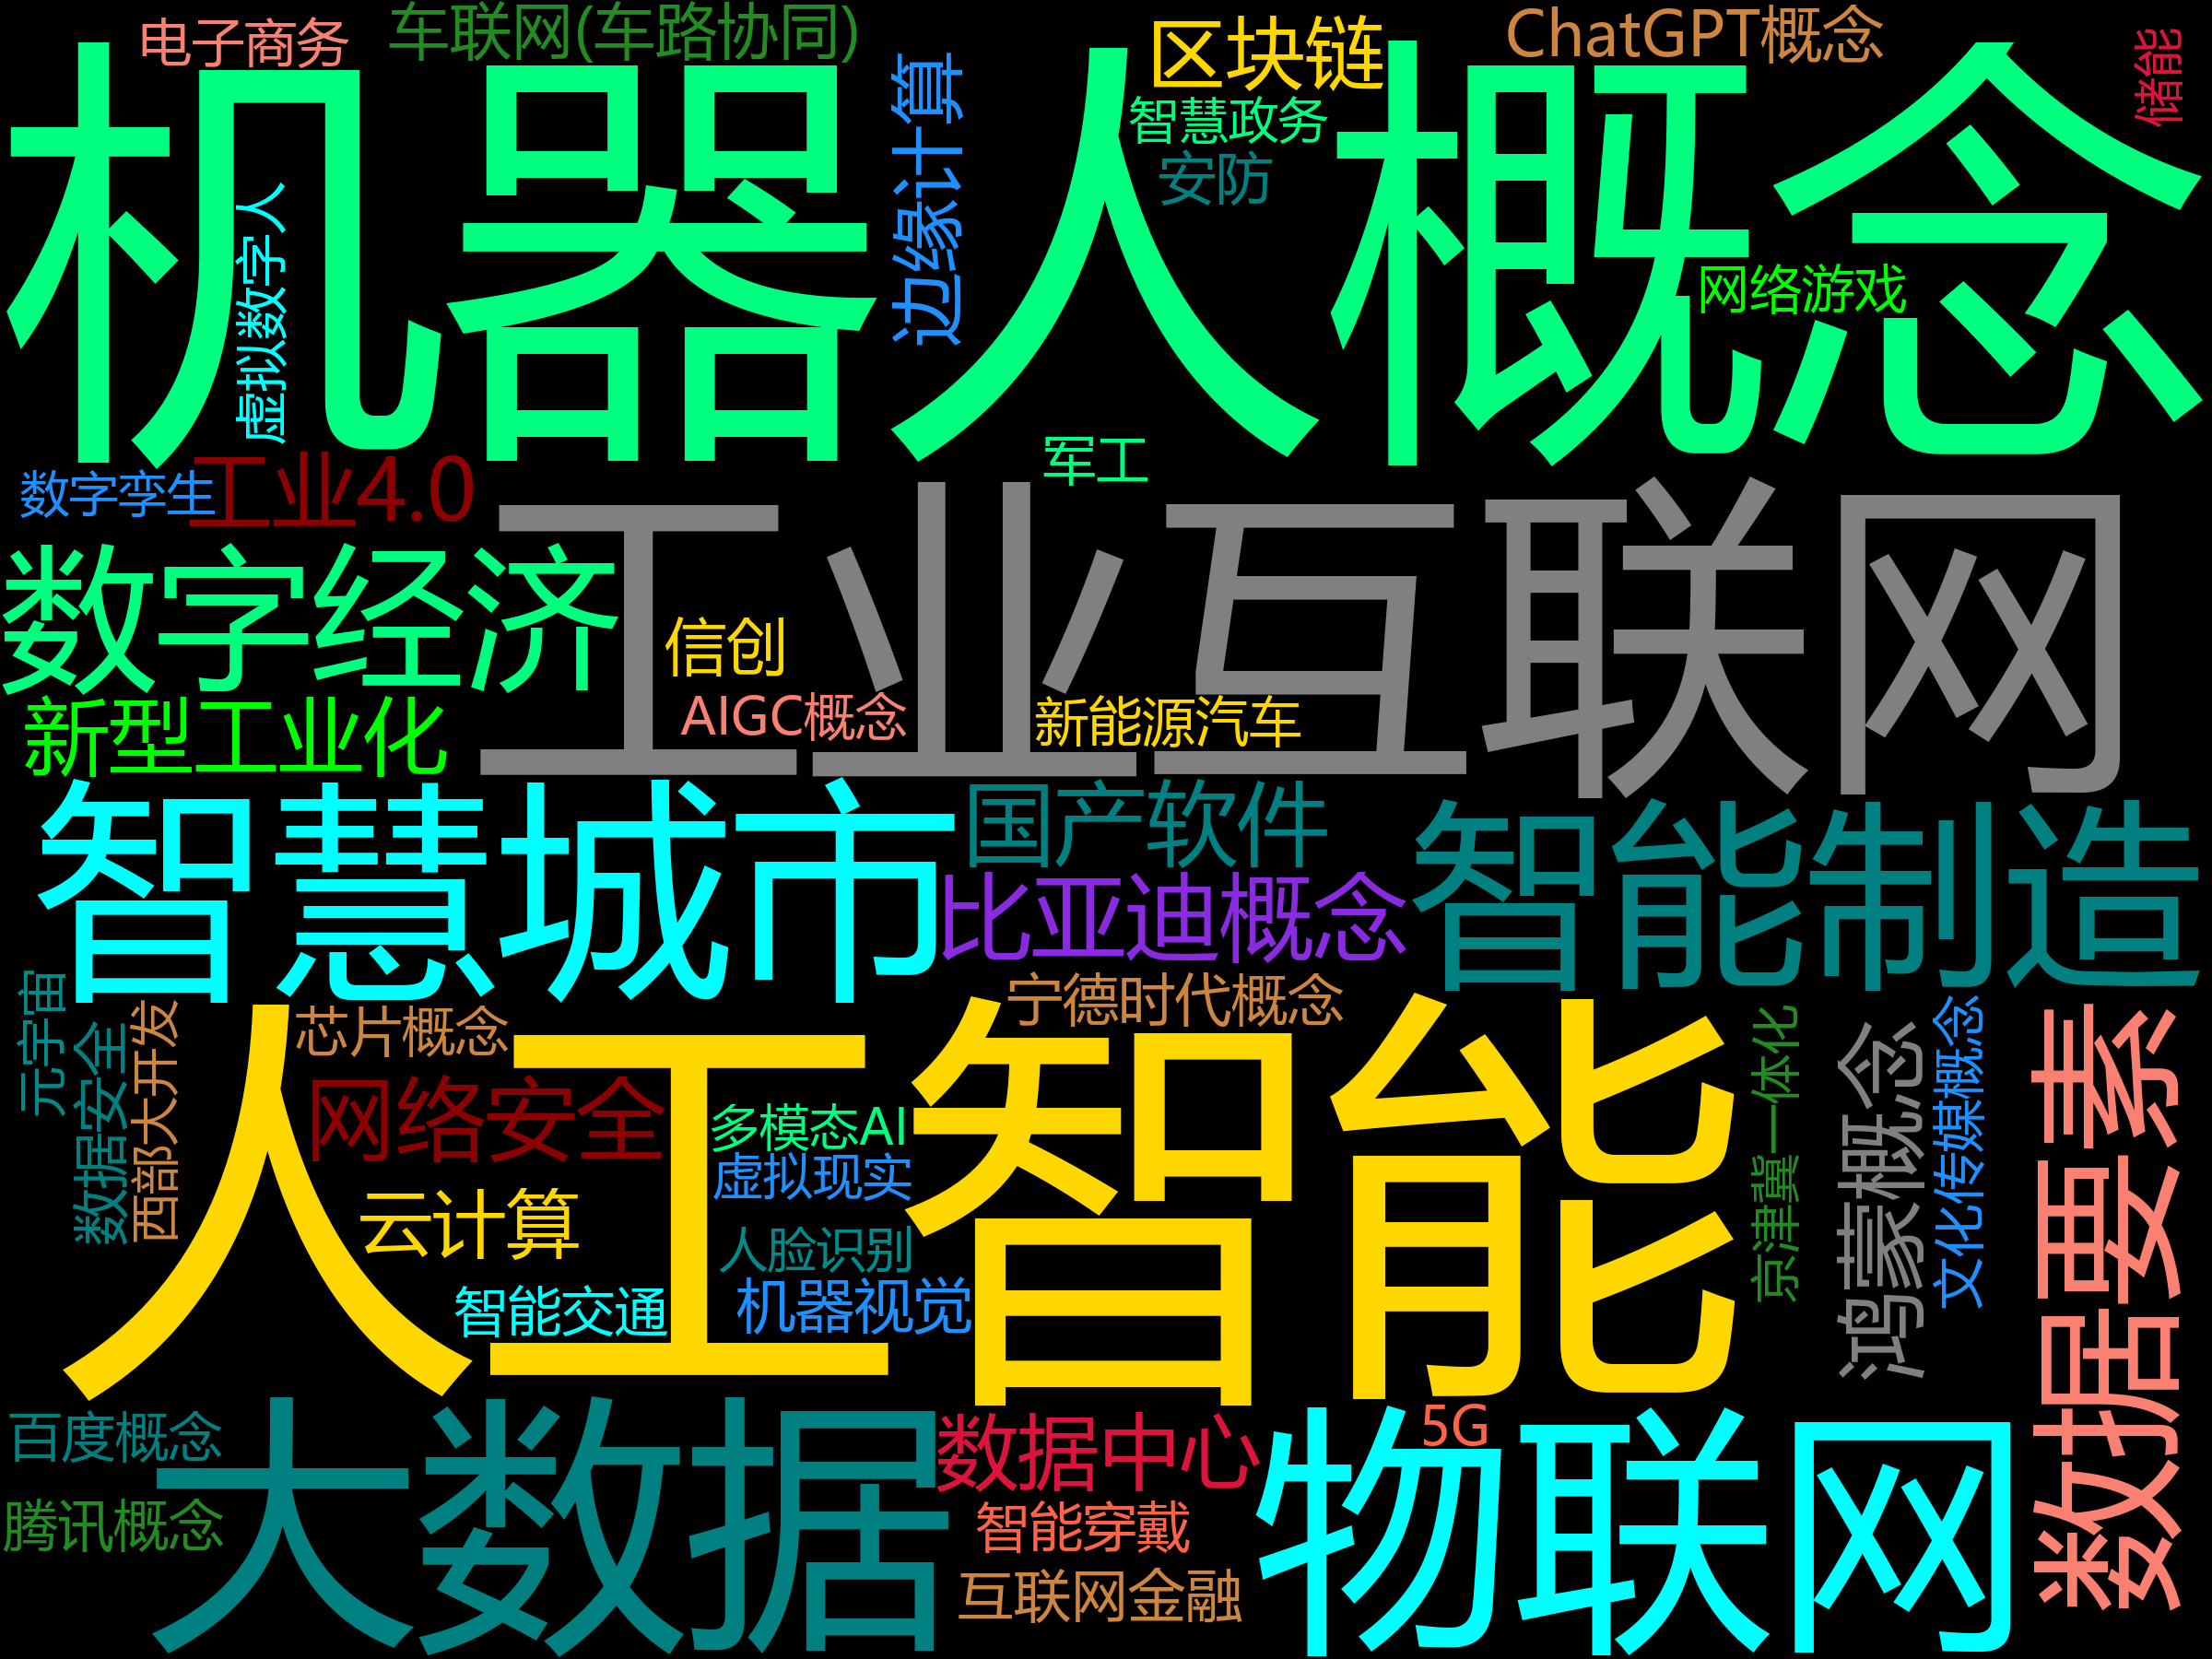 电子商务
车联网(车路协同)
区块链
ChatGPT概念
储能
机器人概念
边缘计算
智慧政务
安防
虚拟数字人
网络游戏
军工
工业4.0
数字孪生
工业互联网
数字经济
信创
AIGC概念
新能源汽车
新型工业化
智慧城市
国产软件
智能制造
比亚迪概念
宁德时代概念
元宇宙
数据安全
西部大开发
芯片概念
人工智能
网络安全
多模态AI
虚拟现实
云计算
人脸识别
机器视觉
智能交通
京津冀一体化
鸿蒙概念
文化传媒概念
数据要素
百度概念
大数据
数据中心
5G
物联网
腾讯概念
智能穿戴
互联网金融